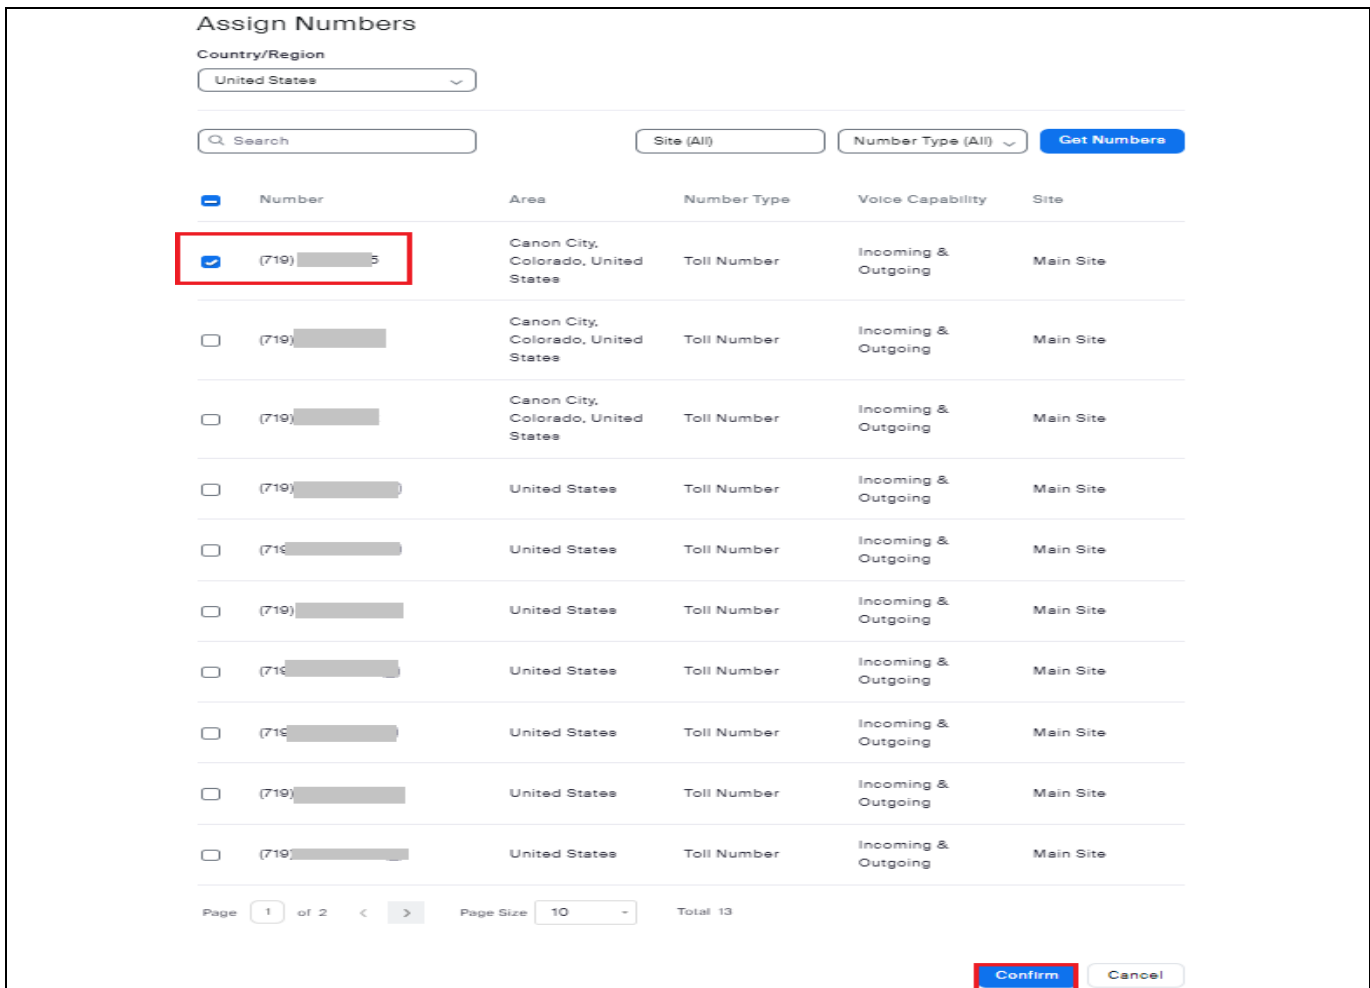 Assign Numbers
Country/Region
United States
Search
Site (All)
Number Type (All)
Get Numbers
Number Area Number Type Voice Capability Site
(719) 5 Canon City, Colorado, United States Toll Number Incoming & Outgoing Main Site
(719) Canon City, Colorado, United States Toll Number Incoming & Outgoing Main Site
(719) Canon City, Colorado, United States Toll Number Incoming & Outgoing Main Site
(719) United States Toll Number Incoming & Outgoing Main Site
(719 United States Toll Number Incoming & Outgoing Main Site
(719) United States Toll Number Incoming & Outgoing Main Site
(719 United States Toll Number Incoming & Outgoing Main Site
(719 United States Toll Number Incoming & Outgoing Main Site
(719) United States Toll Number Incoming & Outgoing Main Site
(719) United States Toll Number Incoming & Outgoing Main Site
Page 1 of 2 < > Page Size 10 Total 13
Confirm Cancel